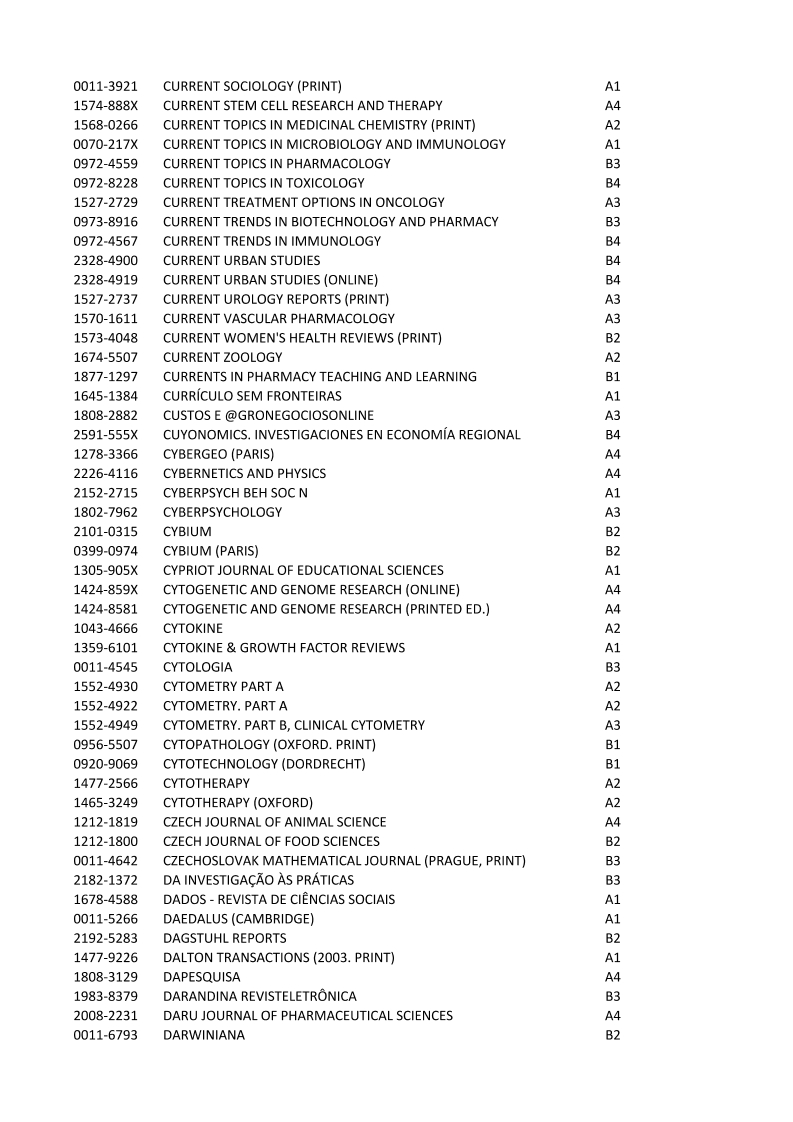 0011-3921 CURRENT SOCIOLOGY (PRINT) A1
1574-888X CURRENT STEM CELL RESEARCH AND THERAPY A4
1568-0266 CURRENT TOPICS IN MEDICINAL CHEMISTRY (PRINT) A2
0070-217X CURRENT TOPICS IN MICROBIOLOGY AND IMMUNOLOGY A1
0972-4559 CURRENT TOPICS IN PHARMACOLOGY B3
0972-8228 CURRENT TOPICS IN TOXICOLOGY B4
1527-2729 CURRENT TREATMENT OPTIONS IN ONCOLOGY A3
0973-8916 CURRENT TRENDS IN BIOTECHNOLOGY AND PHARMACY B3
0972-4567 CURRENT TRENDS IN IMMUNOLOGY B4
2328-4900 CURRENT URBAN STUDIES B4
2328-4919 CURRENT URBAN STUDIES (ONLINE) B4
1527-2737 CURRENT UROLOGY REPORTS (PRINT) A3
1570-1611 CURRENT VASCULAR PHARMACOLOGY A3
1573-4048 CURRENT WOMEN'S HEALTH REVIEWS (PRINT) B2
1674-5507 CURRENT ZOOLOGY A2
1877-1297 CURRENTS IN PHARMACY TEACHING AND LEARNING B1
1645-1384 CURRÍCULO SEM FRONTEIRAS A1
1808-2882 CUSTOS E @GRONEGOCIOSONLINE A3
2591-555X CUYONOMICS. INVESTIGACIONES EN ECONOMÍA REGIONAL B4
1278-3366 CYBERGEO (PARIS) A4
2226-4116 CYBERNETICS AND PHYSICS A4
2152-2715 CYBERPSYCH BEH SOC N A1
1802-7962 CYBERPSYCHOLOGY A3
2101-0315 CYBIUM B2
0399-0974 CYBIUM (PARIS) B2
1305-905X CYPRIOT JOURNAL OF EDUCATIONAL SCIENCES A1
1424-859X CYTOGENETIC AND GENOME RESEARCH (ONLINE) A4
1424-8581 CYTOGENETIC AND GENOME RESEARCH (PRINTED ED.) A4
1043-4666 CYTOKINE A2
1359-6101 CYTOKINE & GROWTH FACTOR REVIEWS A1
0011-4545 CYTOLOGIA B3
1552-4930 CYTOMETRY PART A A2
1552-4922 CYTOMETRY. PART A A2
1552-4949 CYTOMETRY. PART B, CLINICAL CYTOMETRY A3
0956-5507 CYTOPATHOLOGY (OXFORD. PRINT) B1
0920-9069 CYTOTECHNOLOGY (DORDRECHT) B1
1477-2566 CYTOTHERAPY A2
1465-3249 CYTOTHERAPY (OXFORD) A2
1212-1819 CZECH JOURNAL OF ANIMAL SCIENCE A4
1212-1800 CZECH JOURNAL OF FOOD SCIENCES B2
0011-4642 CZECHOSLOVAK MATHEMATICAL JOURNAL (PRAGUE, PRINT) B3
2182-1372 DA INVESTIGAÇÃO ÀS PRÁTICAS B3
1678-4588 DADOS - REVISTA DE CIÊNCIAS SOCIAIS A1
0011-5266 DAEDALUS (CAMBRIDGE) A1
2192-5283 DAGSTUHL REPORTS B2
1477-9226 DALTON TRANSACTIONS (2003. PRINT) A1
1808-3129 DAPESQUISA A4
1983-8379 DARANDINA REVISTELETRÔNICA B3
2008-2231 DARU JOURNAL OF PHARMACEUTICAL SCIENCES A4
0011-6793 DARWINIANA B2